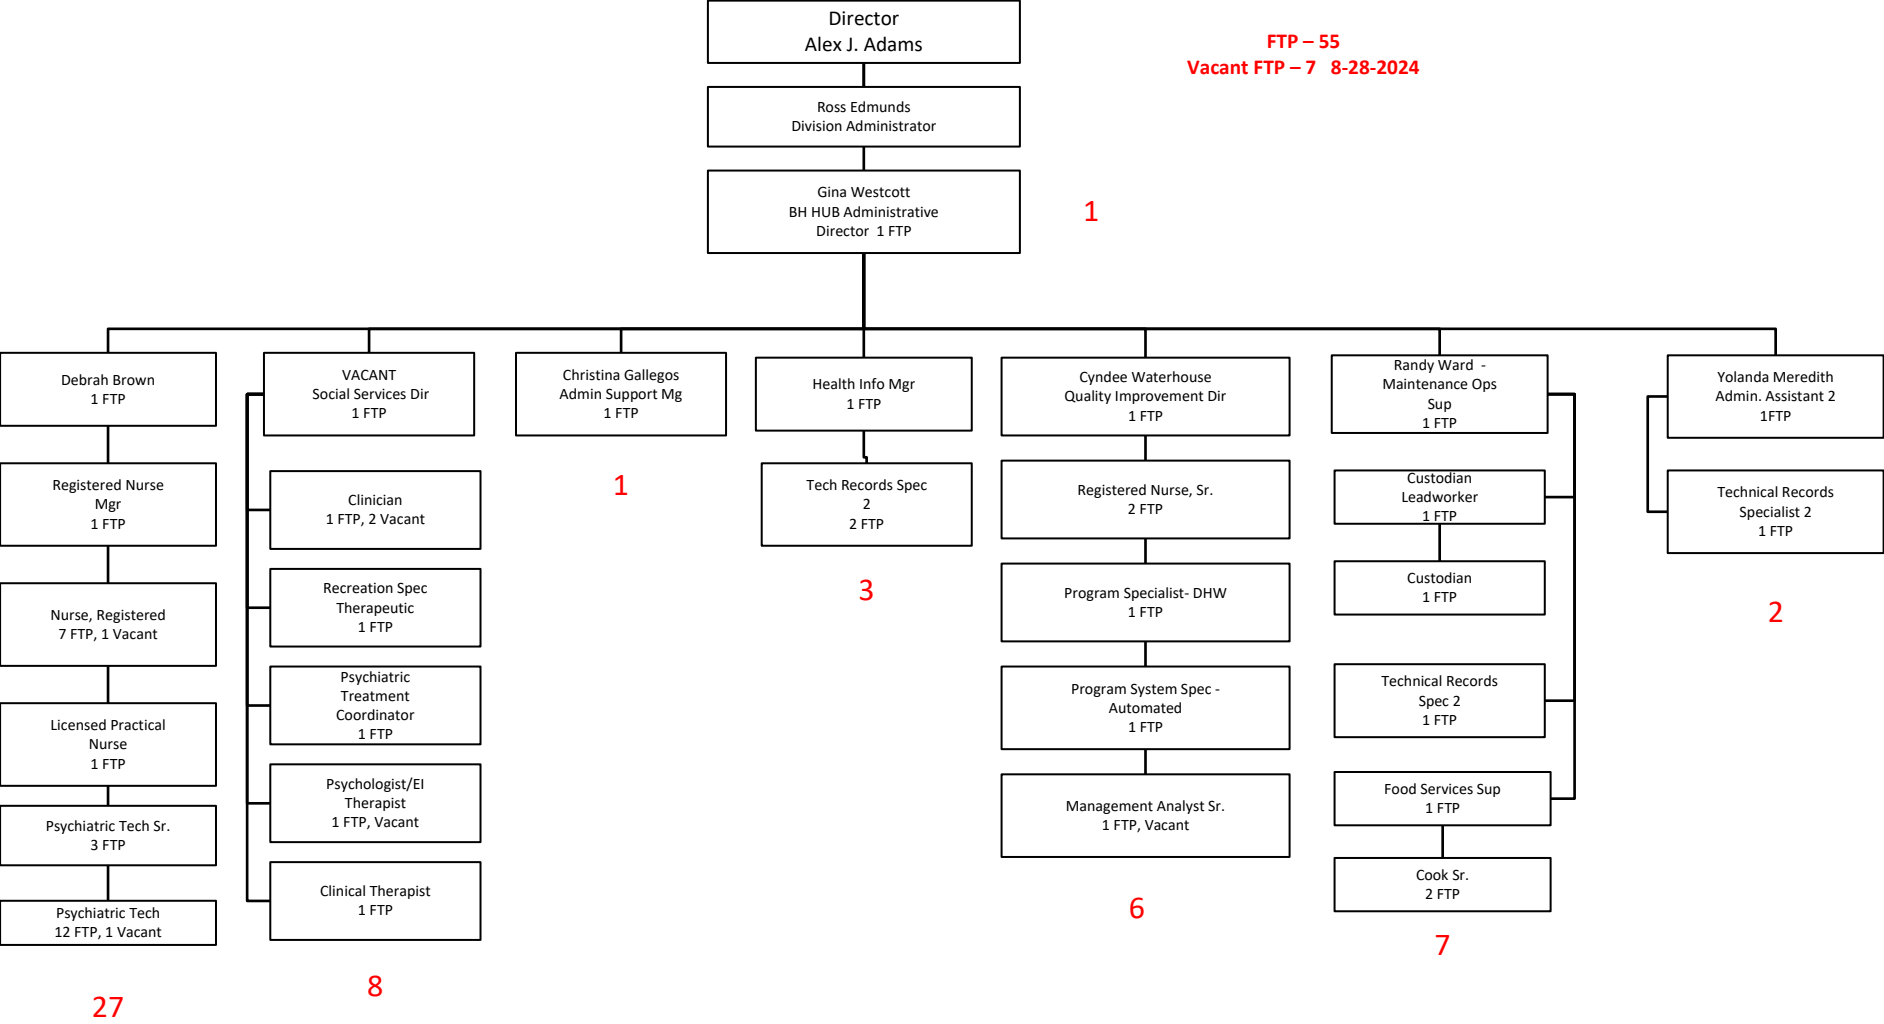 Director
Alex J. Adams
FTP – 55
Vacant FTP – 7   8-28-2024
Ross Edmunds
Division Administrator
Gina Westcott
BH HUB Administrative
Director  1 FTP
1
Debrah Brown
1 FTP
Registered Nurse
Mgr
1 FTP
Nurse, Registered
7 FTP, 1 Vacant
Licensed Practical
Nurse
1 FTP
Psychiatric Tech Sr.
3 FTP
Psychiatric Tech
12 FTP, 1 Vacant
27
VACANT
Social Services Dir
1 FTP
Clinician
1 FTP, 2 Vacant
Recreation Spec
Therapeutic
1 FTP
Psychiatric
Treatment
Coordinator
1 FTP
Psychologist/EI
Therapist
1 FTP, Vacant
Clinical Therapist
1 FTP
8
Christina Gallegos
Admin Support Mg
1 FTP
1
Health Info Mgr
1 FTP
Tech Records Spec
2
2 FTP
3
Cyndee Waterhouse
Quality Improvement Dir
1 FTP
Registered Nurse, Sr.
2 FTP
Program Specialist- DHW
1 FTP
Program System Spec -
Automated
1 FTP
Management Analyst Sr.
1 FTP, Vacant
6
Randy Ward  -
Maintenance Ops
Sup
1 FTP
Custodian
Leadworker
1 FTP
Custodian
1 FTP
Technical Records
Spec 2
1 FTP
Food Services Sup
1 FTP
Cook Sr.
2 FTP
7
Yolanda Meredith
Admin. Assistant 2
1FTP
Technical Records
Specialist 2
1 FTP
2